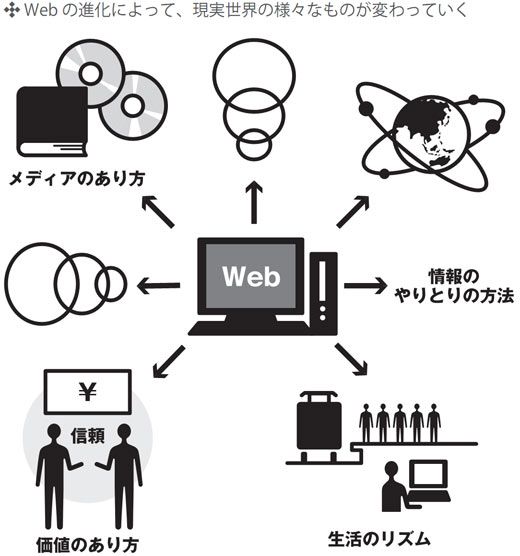 Webの進化によって、現実世界の様々なものが変わっていく
メディアのあり方
Web
情報の
やりとりの方法
¥
信頼
価値のあり方
生活のリズム